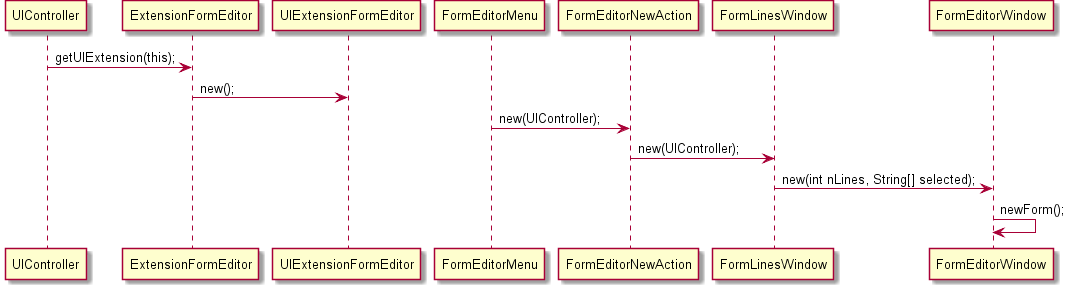 UIController
ExtensionFormEditor
UIExtensionFormEditor
FormEditorMenu
FormEditorNewAction
FormLinesWindow
FormEditorWindow
getUIExtension(this);
new();
new(UIController);
new(UIController);
new(int nLines, String[] selected);
newForm();
UIController
ExtensionFormEditor
UIExtensionFormEditor
FormEditorMenu
FormEditorNewAction
FormLinesWindow
FormEditorWindow